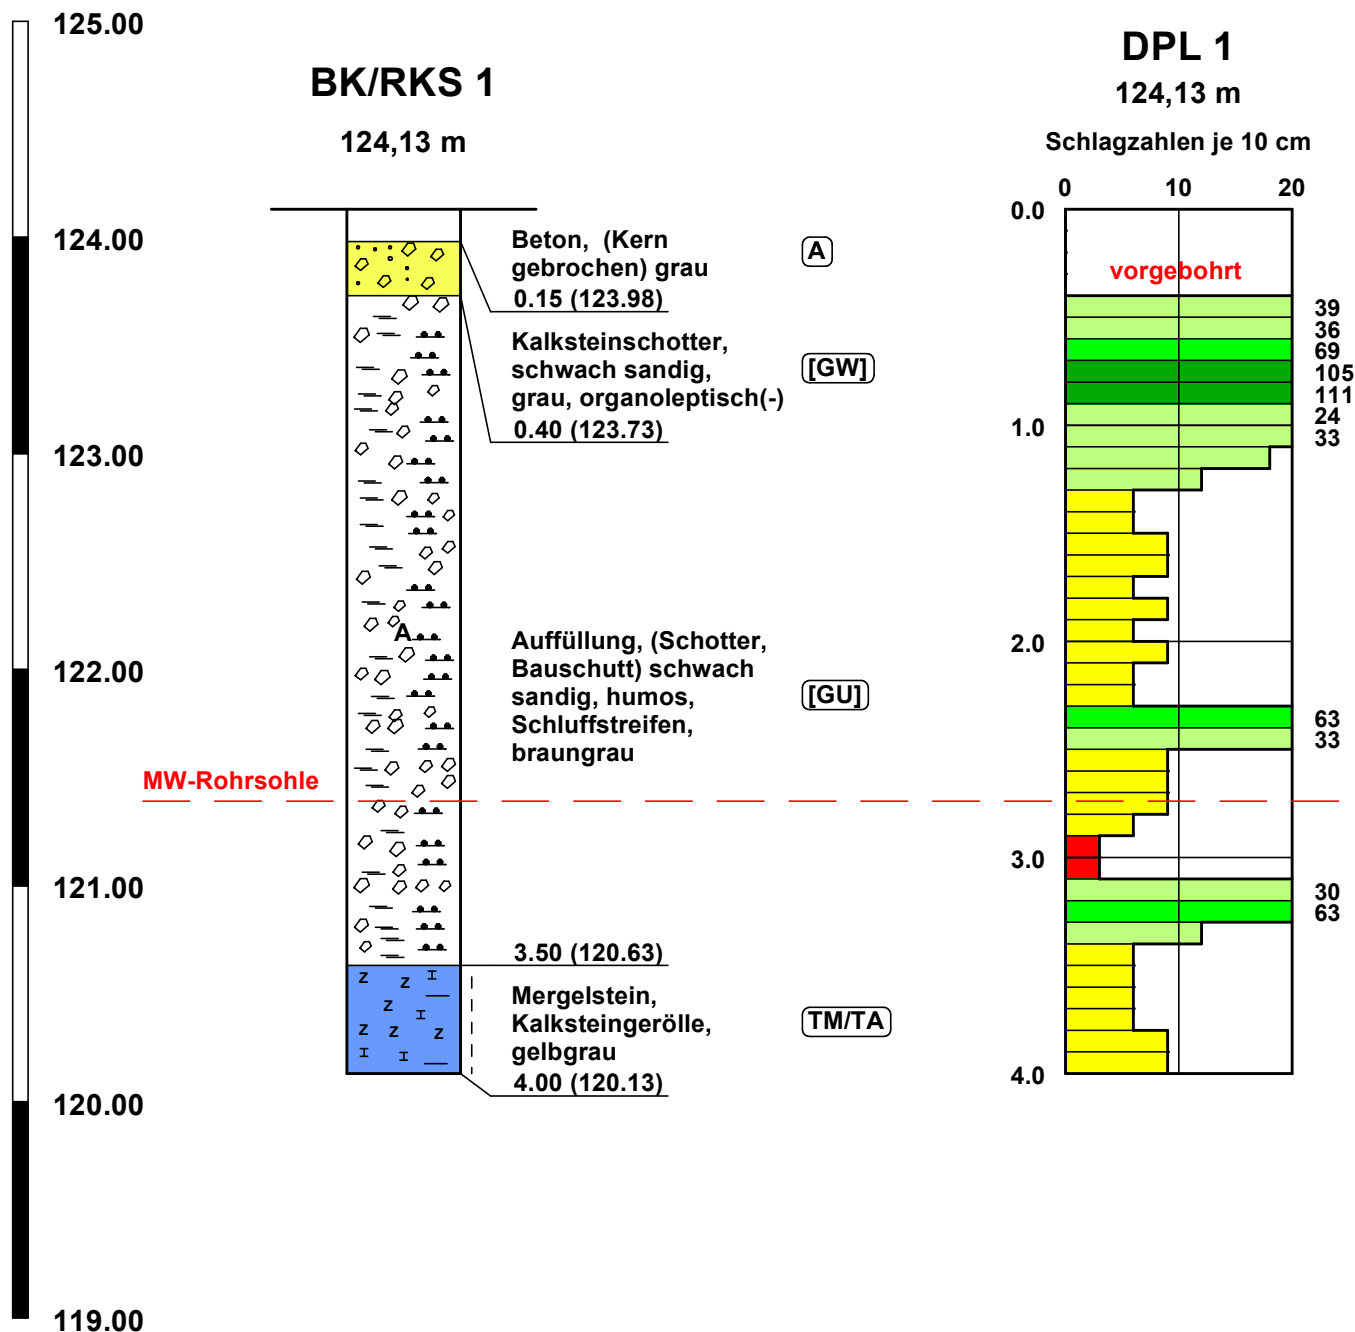 125.00
124.00
123.00
122.00
121.00
120.00
119.00
BK/RKS 1
124,13 m
Beton, (Kern
gebrochen) grau
0.15 (123.98)
A
Kalksteinschotter,
schwach sandig,
grau, organoleptisch(-)
0.40 (123.73)
[GW]
A
Auffüllung, (Schotter,
Bauschutt) schwach
sandig, humos,
Schluffstreifen,
braungrau
[GU]
MW-Rohrsohle
3.50 (120.63)
Mergelstein,
Kalksteingerölle,
gelbgrau
4.00 (120.13)
TM/TA
DPL 1
124,13 m
Schlagzahlen je 10 cm
0 10 20
0.0
vorgebohrt
39
36
69
105
111
24
1.0
33
2.0
63
33
3.0
30
63
4.0